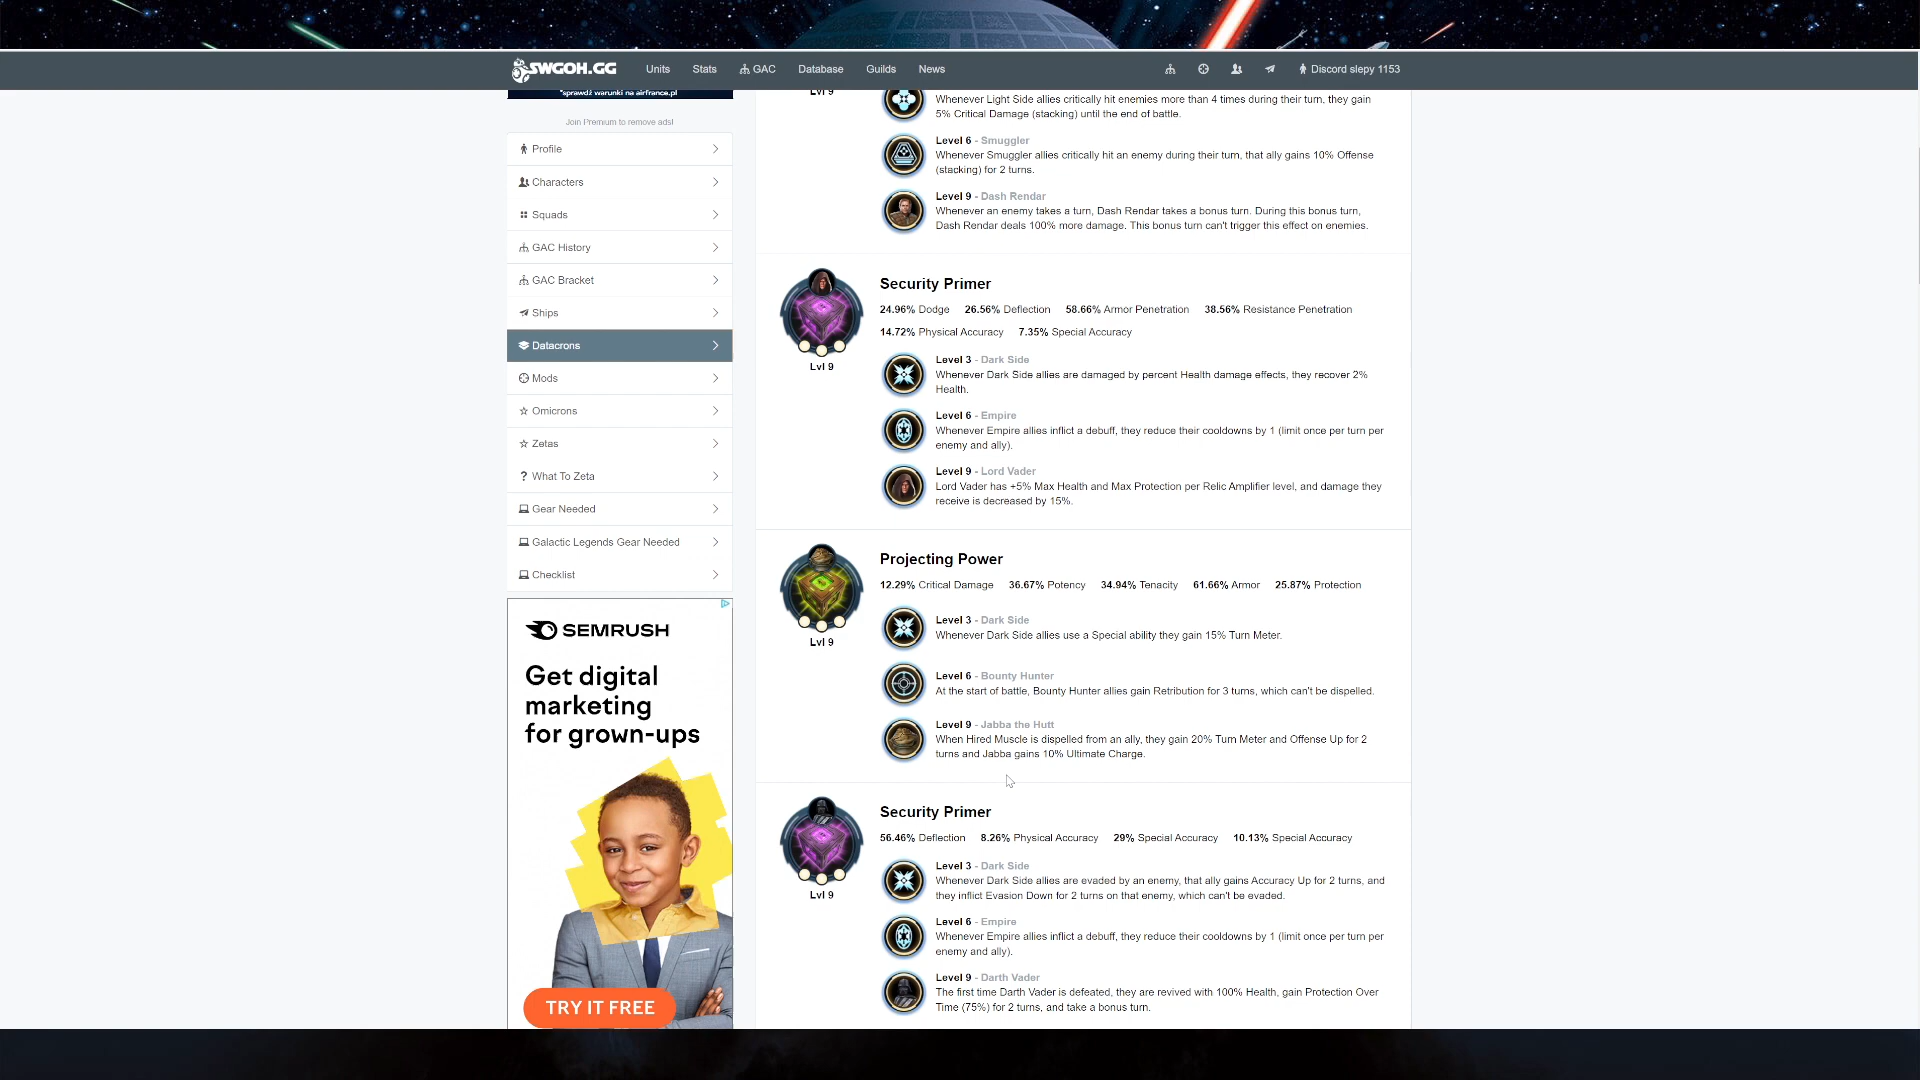 SWGOH.GG
Units
Stats
GAC
Database
Guilds
News
Discord slepy 1153
*sprawdź warunki na airfrance.pl
Join Premium to remove ads!
Profile
Characters
Squads
GAC History
GAC Bracket
Ships
Datacrons
Mods
Omicrons
Zetas
? What To Zeta
Gear Needed
Galactic Legends Gear Needed
Checklist
SEMRUSH
Get digital
marketing
for grown-ups
TRY IT FREE
Lvl 9
Whenever Light Side allies critically hit enemies more than 4 times during their turn, they gain
5% Critical Damage (stacking) until the end of battle.
Level 6 - Smuggler
Whenever Smuggler allies critically hit an enemy during their turn, that ally gains 10% Offense
(stacking) for 2 turns.
Level 9 - Dash Rendar
Whenever an enemy takes a turn, Dash Rendar takes a bonus turn. During this bonus turn,
Dash Rendar deals 100% more damage. This bonus turn can't trigger this effect on enemies.
Lvl 9
Security Primer
24.96% Dodge 26.56% Deflection 58.66% Armor Penetration 38.56% Resistance Penetration
14.72% Physical Accuracy 7.35% Special Accuracy
Level 3 - Dark Side
Whenever Dark Side allies are damaged by percent Health damage effects, they recover 2%
Health.
Level 6 - Empire
Whenever Empire allies inflict a debuff, they reduce their cooldowns by 1 (limit once per turn per
enemy and ally).
Level 9 - Lord Vader
Lord Vader has +5% Max Health and Max Protection per Relic Amplifier level, and damage they
receive is decreased by 15%.
Lvl 9
Projecting Power
12.29% Critical Damage 36.67% Potency 34.94% Tenacity 61.66% Armor 25.87% Protection
Level 3 - Dark Side
Whenever Dark Side allies use a Special ability they gain 15% Turn Meter.
Level 6 - Bounty Hunter
At the start of battle, Bounty Hunter allies gain Retribution for 3 turns, which can't be dispelled.
Level 9 - Jabba the Hutt
When Hired Muscle is dispelled from an ally, they gain 20% Turn Meter and Offense Up for 2
turns and Jabba gains 10% Ultimate Charge.
Lvl 9
Security Primer
56.46% Deflection 8.26% Physical Accuracy 29% Special Accuracy 10.13% Special Accuracy
Level 3 - Dark Side
Whenever Dark Side allies are evaded by an enemy, that ally gains Accuracy Up for 2 turns, and
they inflict Evasion Down for 2 turns on that enemy, which can't be evaded.
Level 6 - Empire
Whenever Empire allies inflict a debuff, they reduce their cooldowns by 1 (limit once per turn per
enemy and ally).
Level 9 - Darth Vader
The first time Darth Vader is defeated, they are revived with 100% Health, gain Protection Over
Time (75%) for 2 turns, and take a bonus turn.